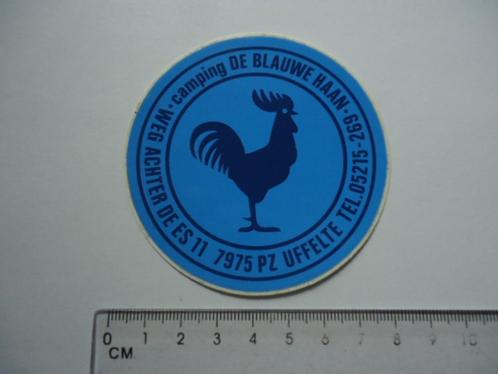 camping DE BLAUWE HAAN · WEG ACHTER DE ES 11 7975 PZ UFFELTE TEL.05215-269 ·
0 1 2 3 4 5 6 7 8 9 10
CM